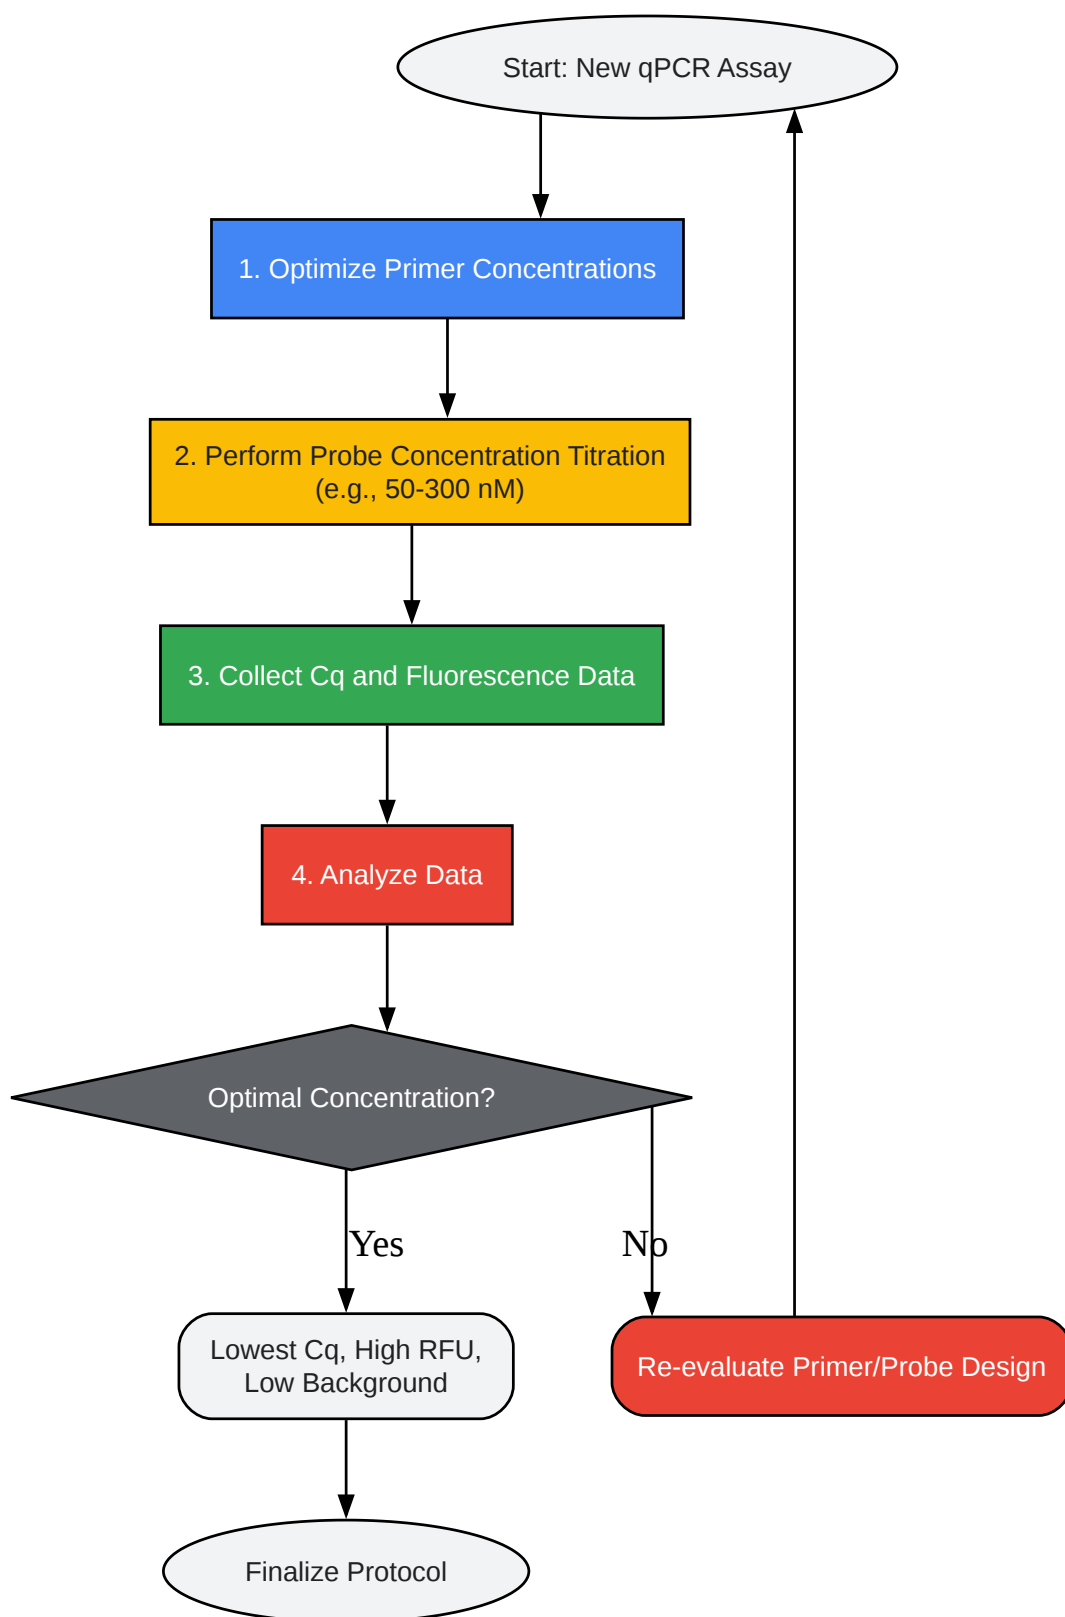 Start: New qPCR Assay
1. Optimize Primer Concentrations
2. Perform Probe Concentration Titration
(e.g., 50-300 nM)
3. Collect Cq and Fluorescence Data
4. Analyze Data
Optimal Concentration?
Yes
No
Lowest Cq, High RFU,
Low Background
Re-evaluate Primer/Probe Design
Finalize Protocol